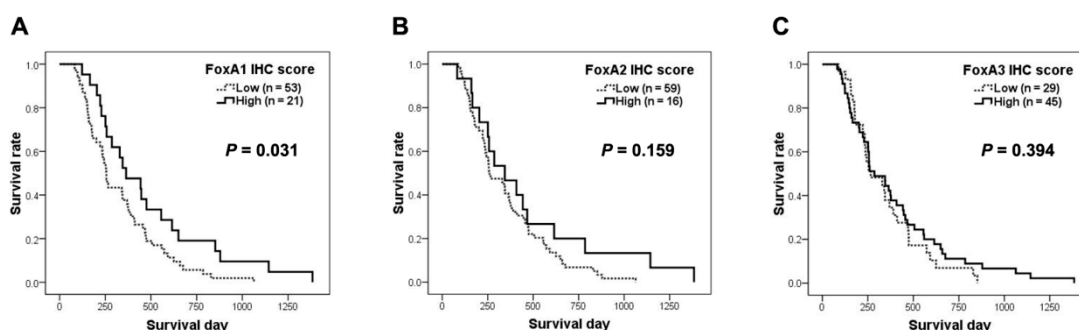 A
FoxA1 IHC score
Low (n = 53)
High (n = 21)
P = 0.031
Survival rate
1.0
0.8
0.6
0.4
0.2
0.0
0
250
500
750
1000
1250
Survival day
B
FoxA2 IHC score
Low (n = 59)
High (n = 16)
P = 0.159
Survival rate
1.0
0.8
0.6
0.4
0.2
0.0
0
250
500
750
1000
1250
Survival day
C
FoxA3 IHC score
Low (n = 29)
High (n = 45)
P = 0.394
Survival rate
1.0
0.8
0.6
0.4
0.2
0.0
0
250
500
750
1000
1250
Survival day